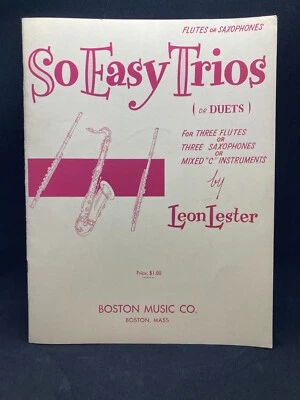 FLUTES OR SAXOPHONES
So Easy Trios
(OR DUETS)
FOR THREE FLUTES
OR
THREE SAXOPHONES
OR
MIXED "C" INSTRUMENTS
by
Leon Lester
Price, $1.00
BOSTON MUSIC CO.
BOSTON, MASS.